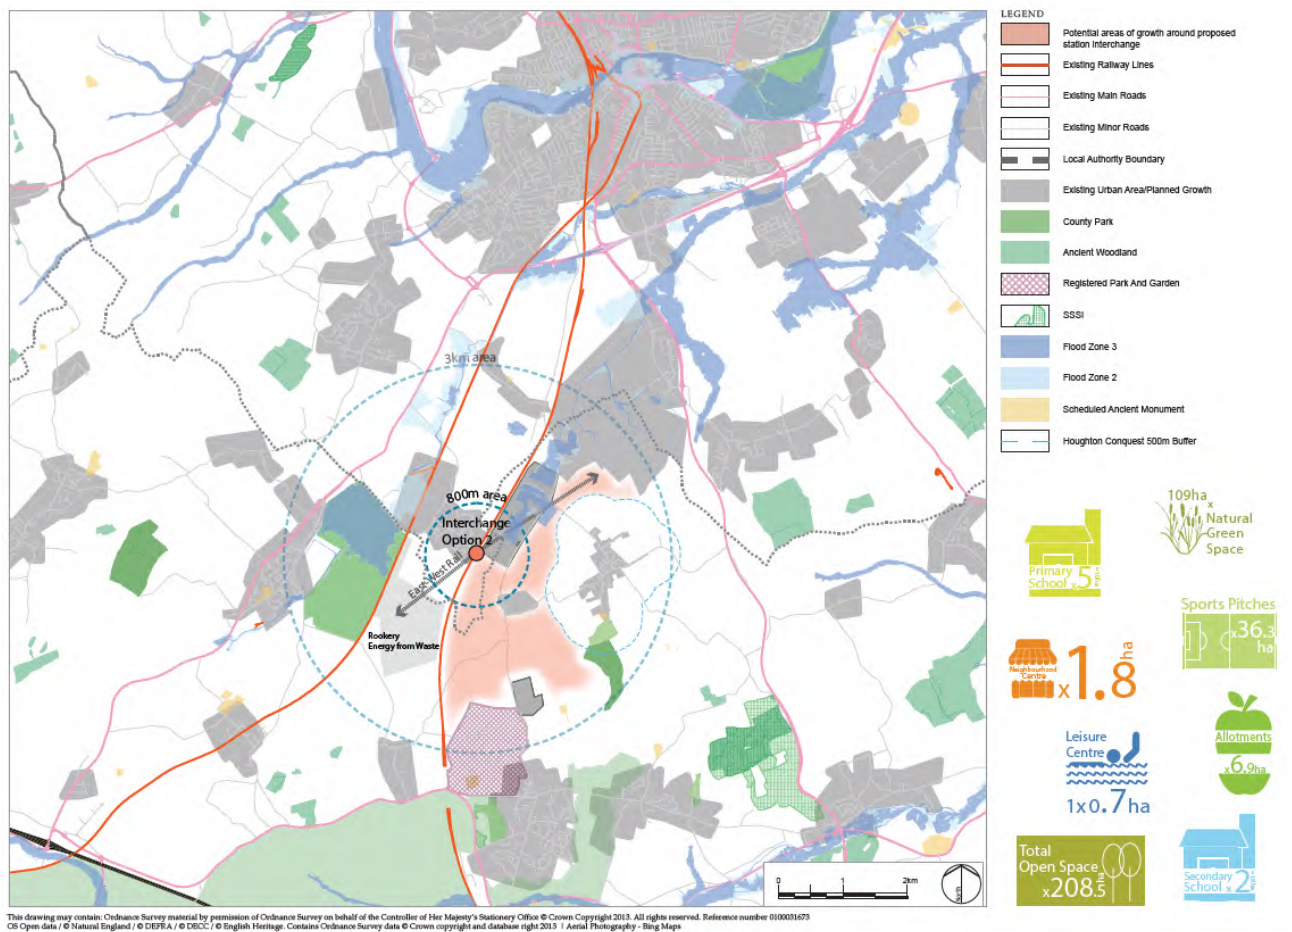 LEGEND
Potential areas of growth around proposed
station interchange
Existing Railway Lines
Existing Main Roads
Existing Minor Roads
Local Authority Boundary
Existing Urban Area/Planned Growth
County Park
Ancient Woodland
Registered Park And Garden
SSSI
Flood Zone 3
Flood Zone 2
Scheduled Ancient Monument
Houghton Conquest 500m Buffer
3km area
800m area
Interchange
Option 2
East West Rail
Rookery
Energy from Waste
0 1 2km
North
109ha
x
Natural
Green
Space
Primary
School x5
Sports Pitches
x36.3
ha
Neighbourhood
Centre
x1.8ha
Leisure
Centre
1x0.7ha
Allotments
x6.9ha
Total
Open Space
x208.5ha
Secondary
School x2
This drawing may contain: Ordnance Survey material by permission of Ordnance Survey on behalf of the Controller of Her Majesty's Stationery Office © Crown Copyright 2013. All rights reserved. Reference number 0100031673
OS Open data / © Natural England / © DEFRA / © DECC / © English Heritage. Contains Ordnance Survey data © Crown copyright and database right 2013 | Aerial Photography - Bing Maps